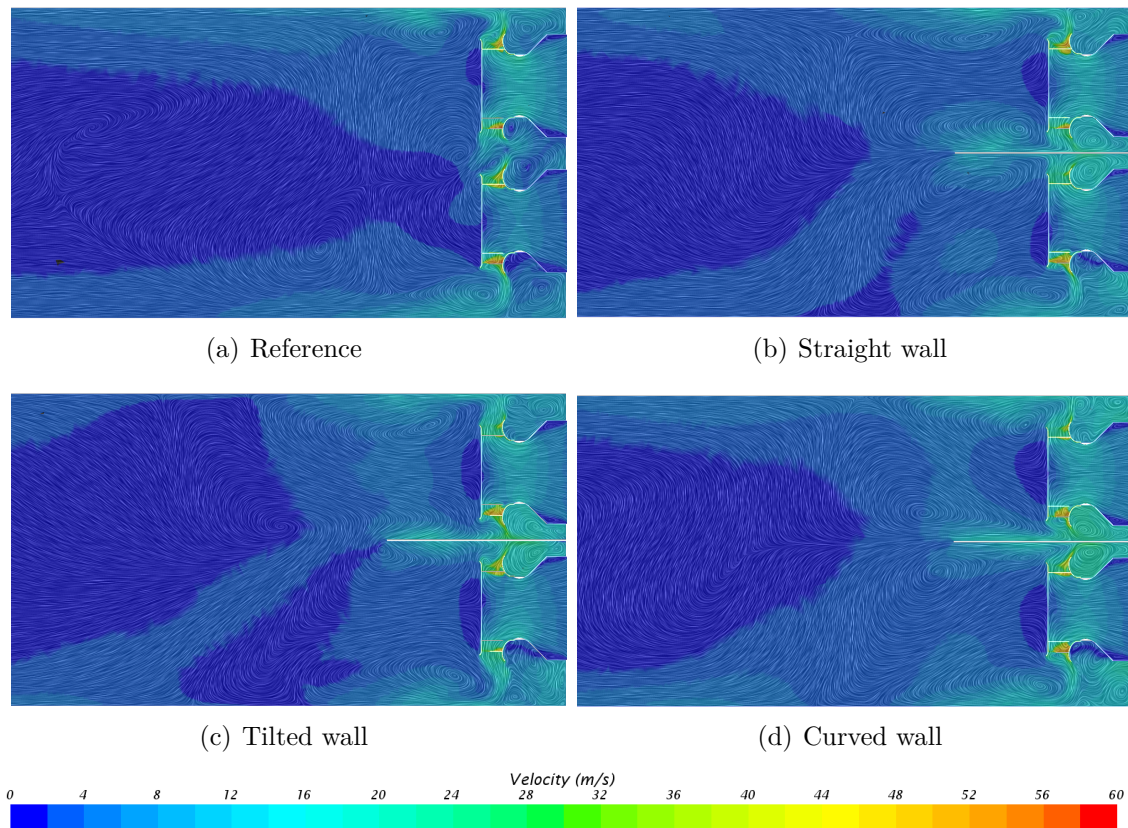 (a) Reference
(b) Straight wall
(c) Tilted wall
(d) Curved wall
Velocity (m/s)
0 4 8 12 16 20 24 28 32 36 40 44 48 52 56 60